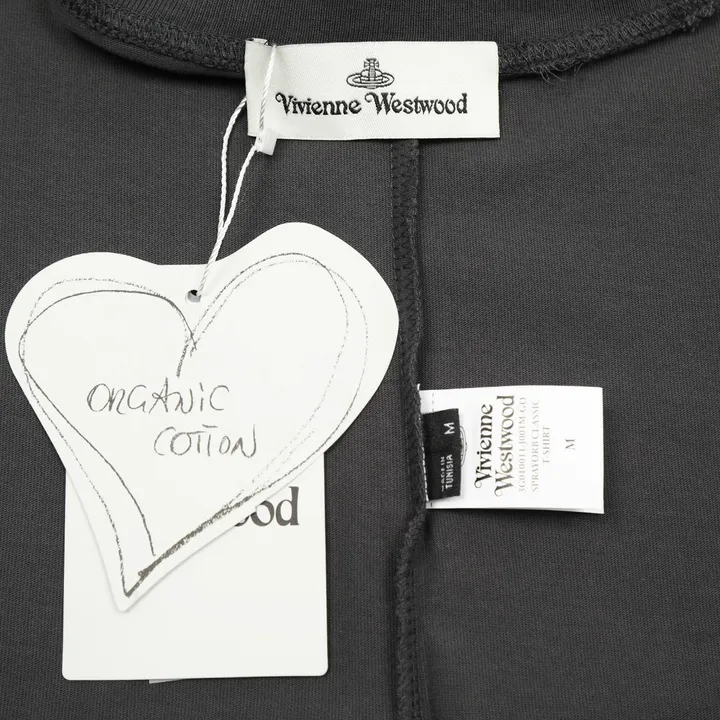 Vivienne Westwood
ORGANIC
COTTON
ood
M
MADE IN
TUNISIA
Vivienne
Westwood
SPRAY ORB CLASSIC
T-SHIRT
M